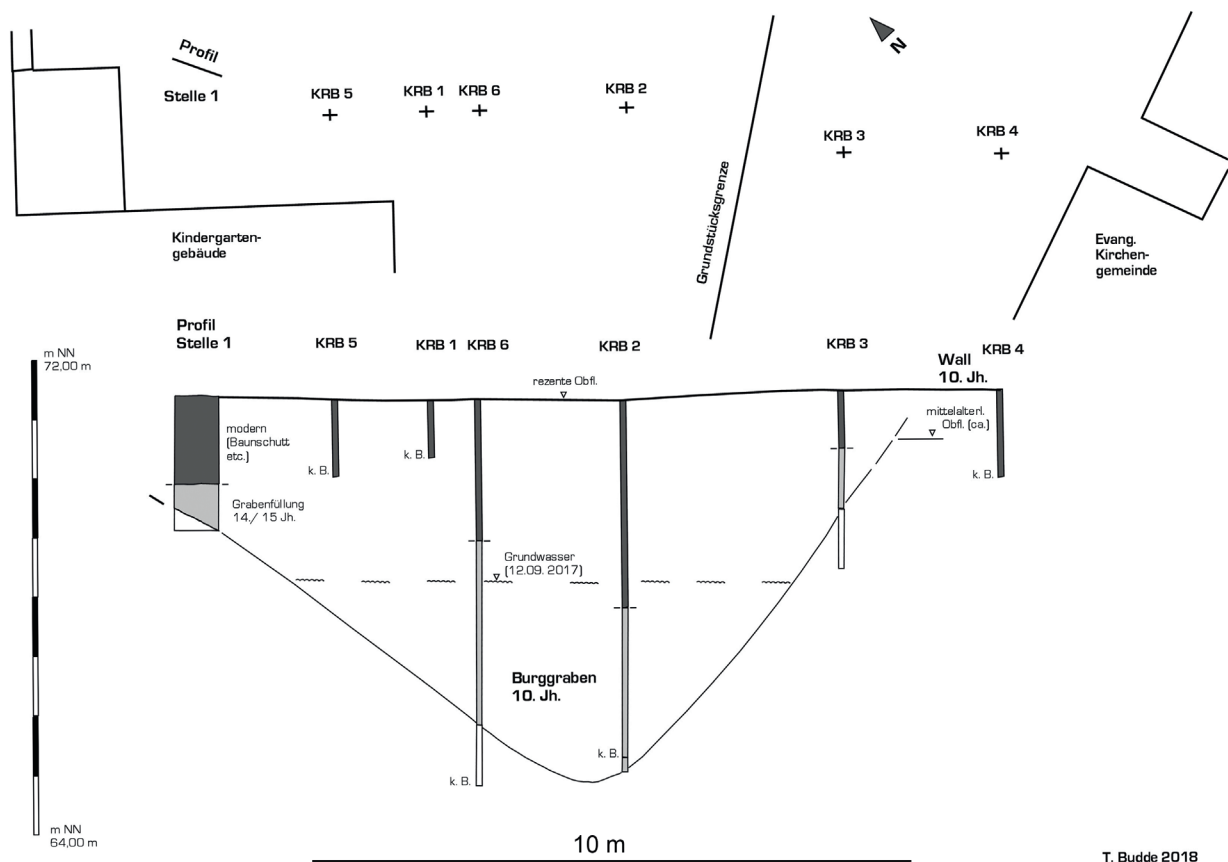 Profil
Stelle 1
KRB 5
KRB 1
KRB 6
KRB 2
N
KRB 3
KRB 4
Grundstücksgrenze
Kindergarten-
gebäude
Evang.
Kirchen-
gemeinde
Profil
Stelle 1
KRB 5
KRB 1
KRB 6
KRB 2
KRB 3
Wall
10. Jh.
KRB 4
m NN
72,00 m
rezente Obfl.
modern
(Baunschutt
etc.)
k. B.
k. B.
mittelalterl.
Obfl. (ca.)
k. B.
Grabenfüllung
14./ 15 Jh.
Grundwasser
(12.09. 2017)
Burggraben
10. Jh.
k. B.
k. B.
m NN
64,00 m
10 m
T. Budde 2018